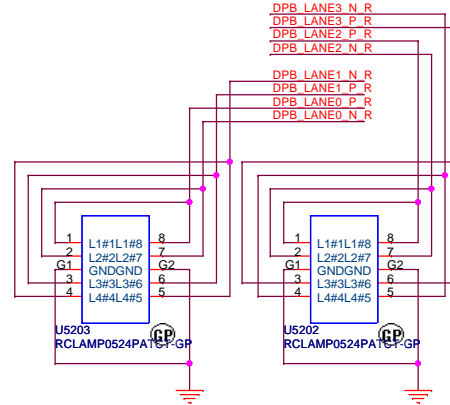 DPB_LANE3_N_R
DPB_LANE3_P_R
DPB_LANE2_P_R
DPB_LANE2_N_R
DPB_LANE1_N_R
DPB_LANE1_P_R
DPB_LANE0_P_R
DPB_LANE0_N_R
1 L1#1L1#8 8
2 L2#2L2#7 7
G1 GNDGND G2
3 L3#3L3#6 6
4 L4#4L4#5 5
U5203
RCLAMP0524PATCT-GP
GP
1 L1#1L1#8 8
2 L2#2L2#7 7
G1 GNDGND G2
3 L3#3L3#6 6
4 L4#4L4#5 5
U5202
RCLAMP0524PATCT-GP
GP